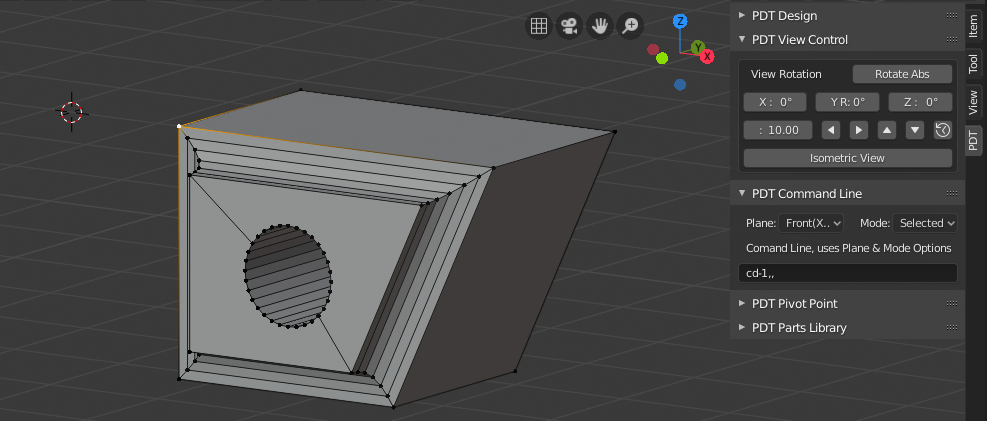 PDT Design
PDT View Control
View Rotation
Rotate Abs
X : 0°
Y R: 0°
Z : 0°
: 10.00
Isometric View
PDT Command Line
Plane: Front(X.. Mode: Selected
Comand Line, uses Plane & Mode Options
cd-1,,
PDT Pivot Point
PDT Parts Library
Item
Tool
View
PDT
Z
Y
X